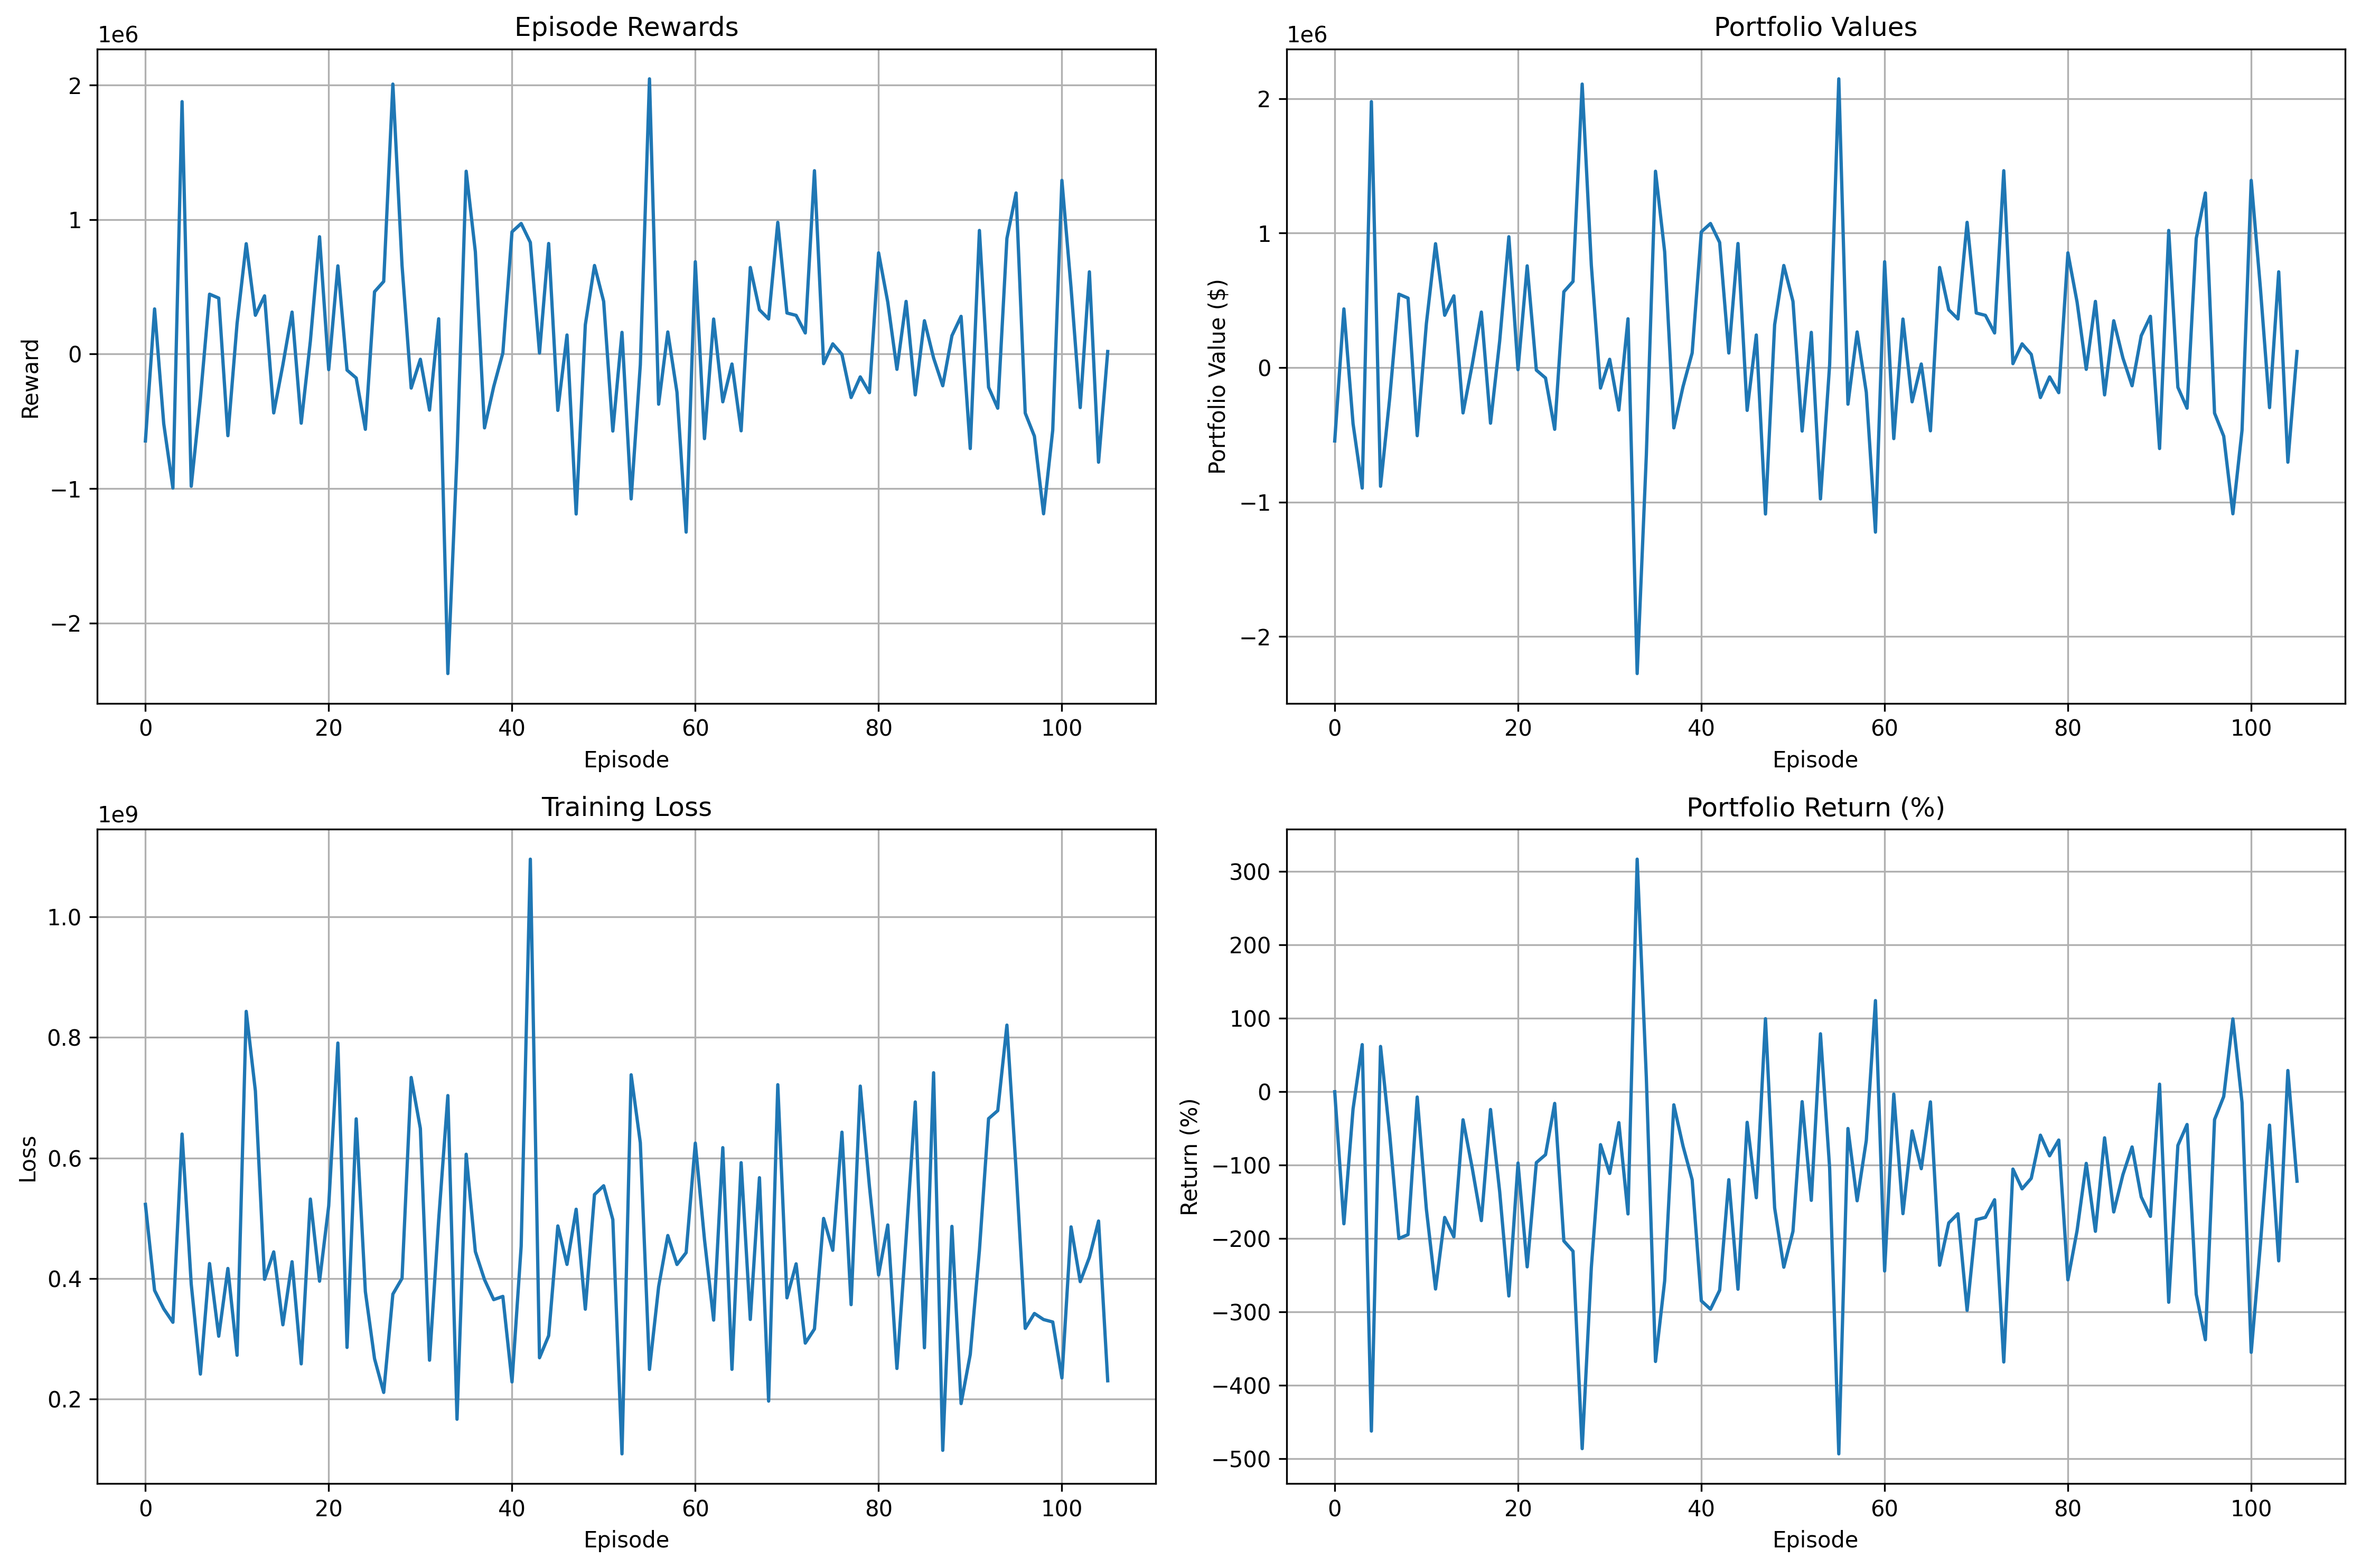 Episode Rewards
1e6
2
1
0
−1
−2
Reward
0 20 40 60 80 100
Episode
Portfolio Values
1e6
2
1
0
−1
−2
Portfolio Value ($)
0 20 40 60 80 100
Episode
Training Loss
1e9
1.0
0.8
0.6
0.4
0.2
Loss
0 20 40 60 80 100
Episode
Portfolio Return (%)
300
200
100
0
−100
−200
−300
−400
−500
Return (%)
0 20 40 60 80 100
Episode